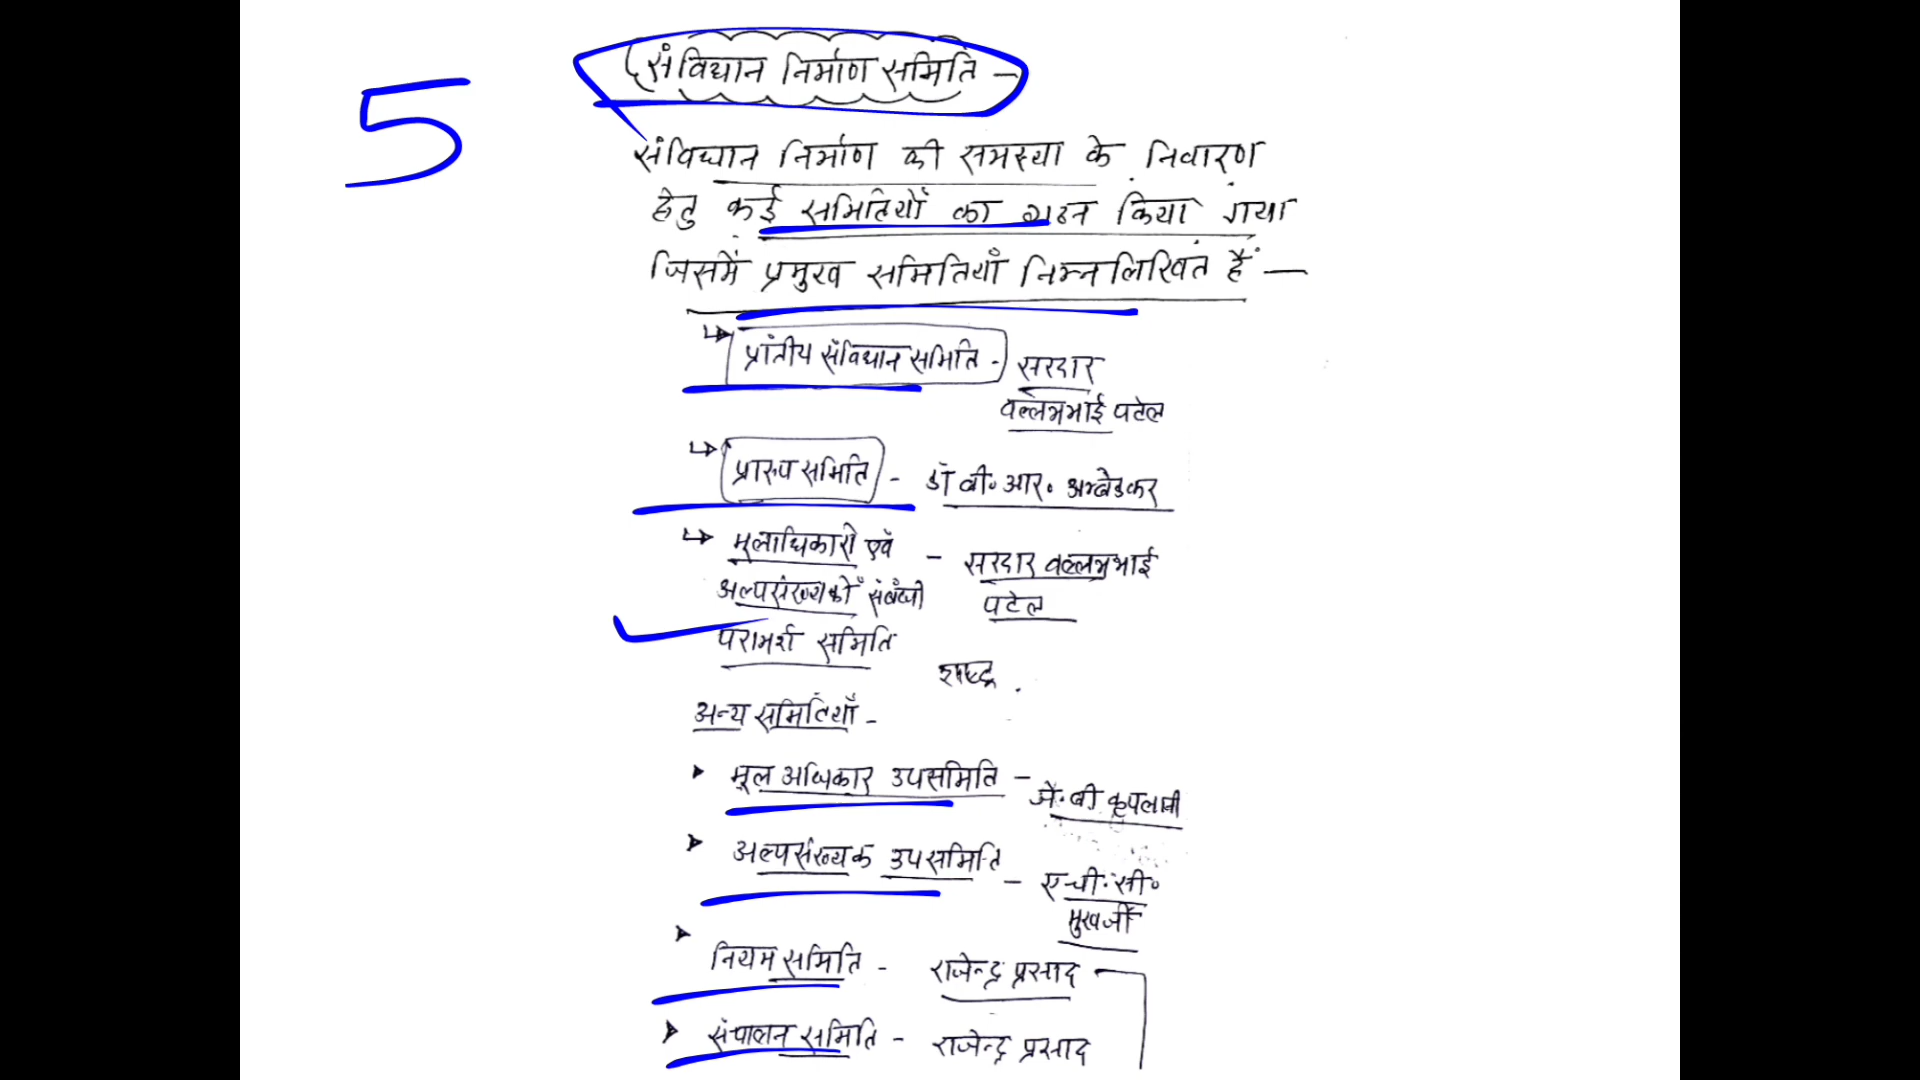 5
संविधान निर्माण समिति -
संविधान निर्माण की समस्या के निवारण
हेतु कई समितियों का गठन किया गया
जिसमें प्रमुख समितियाँ निम्नलिखित हैं -
प्रांतीय संविधान समिति - सरदार
वल्लभभाई पटेल
प्रारूप समिति - डॉ बी. आर. अम्बेडकर
मूलाधिकारों एवं - सरदार वल्लभभाई
अल्पसंख्यकों संबंधी पटेल
परामर्श समिति
अन्य समितियाँ -
मूल अधिकार उपसमिति - जे. बी कृपलानी
अल्पसंख्यक उपसमिति - एच. सी.
मुखर्जी
नियम समिति - राजेन्द्र प्रसाद
संचालन समिति - राजेन्द्र प्रसाद